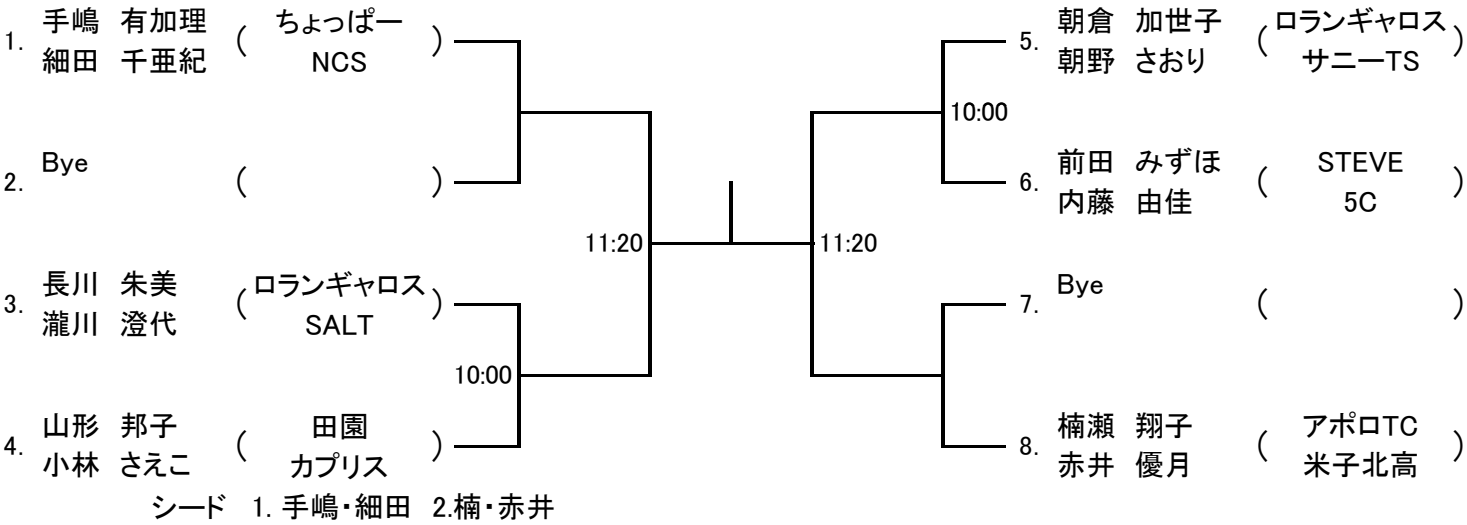 1. 手嶋 有加理 ( ちょっぱー )
細田 千亜紀 NCS
2. Bye ( )
3. 長川 朱美 ( ロランギャロス )
瀧川 澄代 SALT
4. 山形 邦子 ( 田園 )
小林 さえこ カプリス
10:00
11:20
5. 朝倉 加世子 ( ロランギャロス )
朝野 さおり サニーTS
6. 前田 みずほ ( STEVE )
内藤 由佳 5C
7. Bye ( )
8. 楠瀬 翔子 ( アポロTC )
赤井 優月 米子北高
10:00
11:20
シード 1. 手嶋・細田 2.楠・赤井